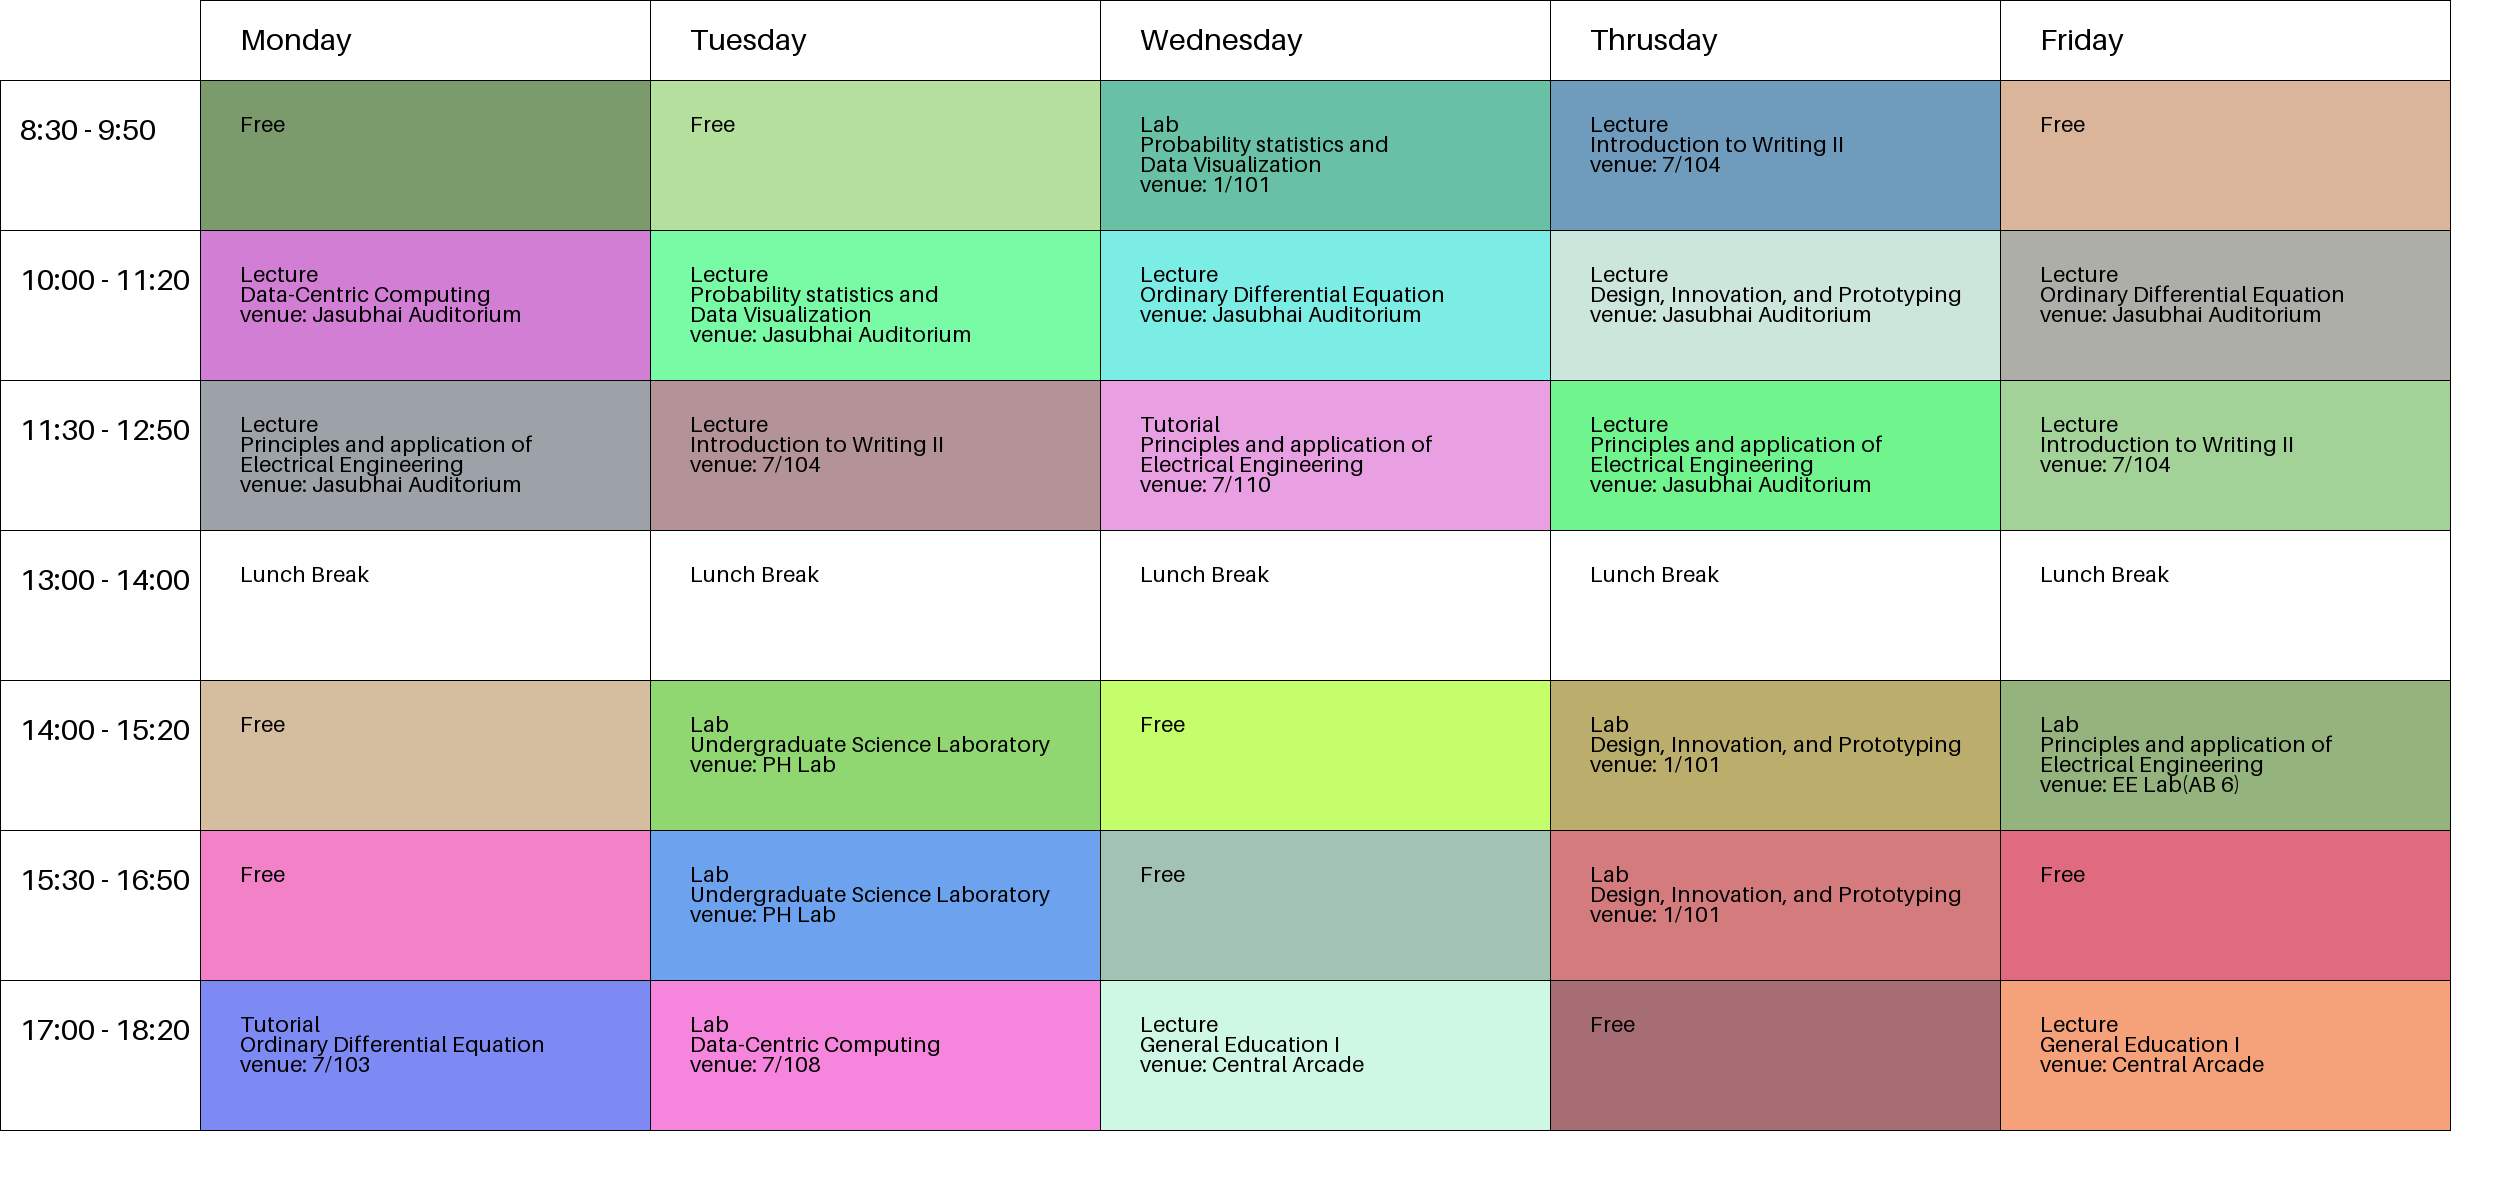 Monday
Tuesday
Wednesday
Thrusday
Friday
8:30 - 9:50
Free
Free
Lab
Probability statistics and
Data Visualization
venue: 1/101
Lecture
Introduction to Writing II
venue: 7/104
Free
10:00 - 11:20
Lecture
Data-Centric Computing
venue: Jasubhai Auditorium
Lecture
Probability statistics and
Data Visualization
venue: Jasubhai Auditorium
Lecture
Ordinary Differential Equation
venue: Jasubhai Auditorium
Lecture
Design, Innovation, and Prototyping
venue: Jasubhai Auditorium
Lecture
Ordinary Differential Equation
venue: Jasubhai Auditorium
11:30 - 12:50
Lecture
Principles and application of
Electrical Engineering
venue: Jasubhai Auditorium
Lecture
Introduction to Writing II
venue: 7/104
Tutorial
Principles and application of
Electrical Engineering
venue: 7/110
Lecture
Principles and application of
Electrical Engineering
venue: Jasubhai Auditorium
Lecture
Introduction to Writing II
venue: 7/104
13:00 - 14:00
Lunch Break
Lunch Break
Lunch Break
Lunch Break
Lunch Break
14:00 - 15:20
Free
Lab
Undergraduate Science Laboratory
venue: PH Lab
Free
Lab
Design, Innovation, and Prototyping
venue: 1/101
Lab
Principles and application of
Electrical Engineering
venue: EE Lab(AB 6)
15:30 - 16:50
Free
Lab
Undergraduate Science Laboratory
venue: PH Lab
Free
Lab
Design, Innovation, and Prototyping
venue: 1/101
Free
17:00 - 18:20
Tutorial
Ordinary Differential Equation
venue: 7/103
Lab
Data-Centric Computing
venue: 7/108
Lecture
General Education I
venue: Central Arcade
Free
Lecture
General Education I
venue: Central Arcade